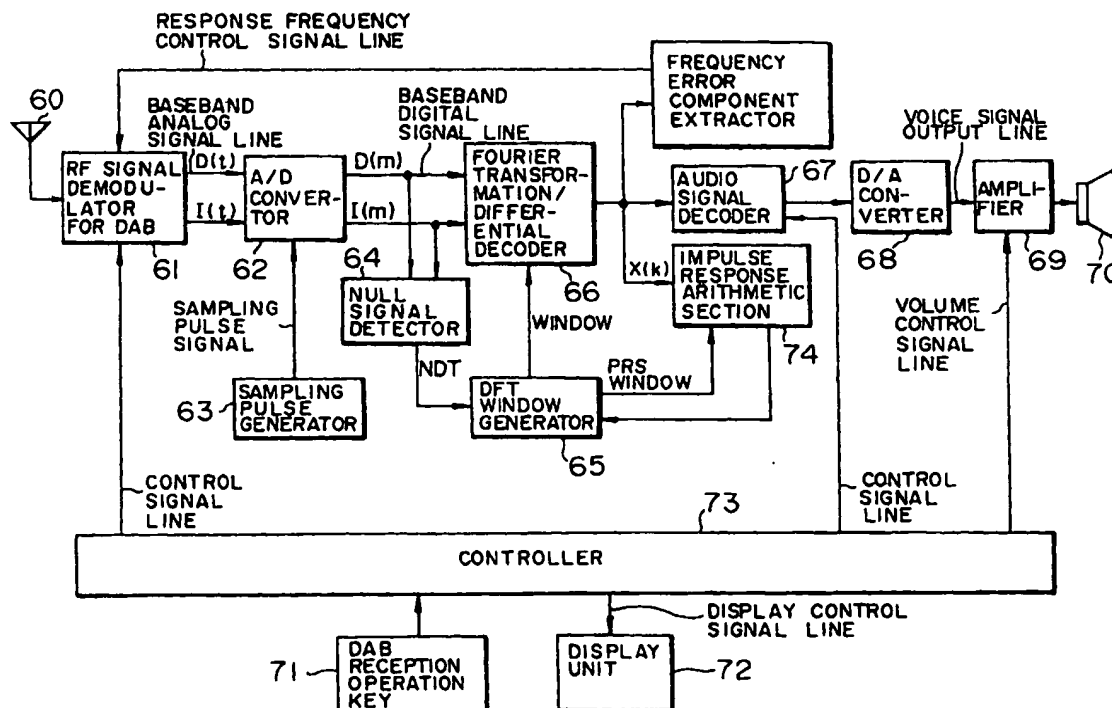 RESPONSE FREQUENCY
CONTROL SIGNAL LINE
FREQUENCY
ERROR
COMPONENT
EXTRACTOR
60
BASEBAND
ANALOG
SIGNAL LINE
BASEBAND
DIGITAL
SIGNAL LINE
VOICE SIGNAL
OUTPUT LINE
RF SIGNAL
DEMODU-
LATOR
FOR DAB
61
D(t)
I(t)
A/D
CONVER-
TOR
62
D(m)
I(m)
FOURIER
TRANSFOR-
MATION/
DIFFER-
ENTIAL
DECODER
66
AUDIO
SIGNAL
DECODER
67
D/A
CON-
VERTER
68
AMPLI-
FIER
69
70
64
NULL
SIGNAL
DETECTOR
X(k)
IMPULSE
RESPONSE
ARITHMETIC
SECTION
74
SAMPLING
PULSE
SIGNAL
WINDOW
VOLUME
CONTROL
SIGNAL
LINE
NDT
PRS
WINDOW
63
SAMPLING
PULSE
GENERATOR
DFT
WINDOW
GENERATOR
65
CONTROL
SIGNAL
LINE
CONTROL
SIGNAL
LINE
73
CONTROLLER
DISPLAY CONTROL
SIGNAL LINE
71
DAB
RECEPTION
OPERATION
KEY
DISPLAY
UNIT
72